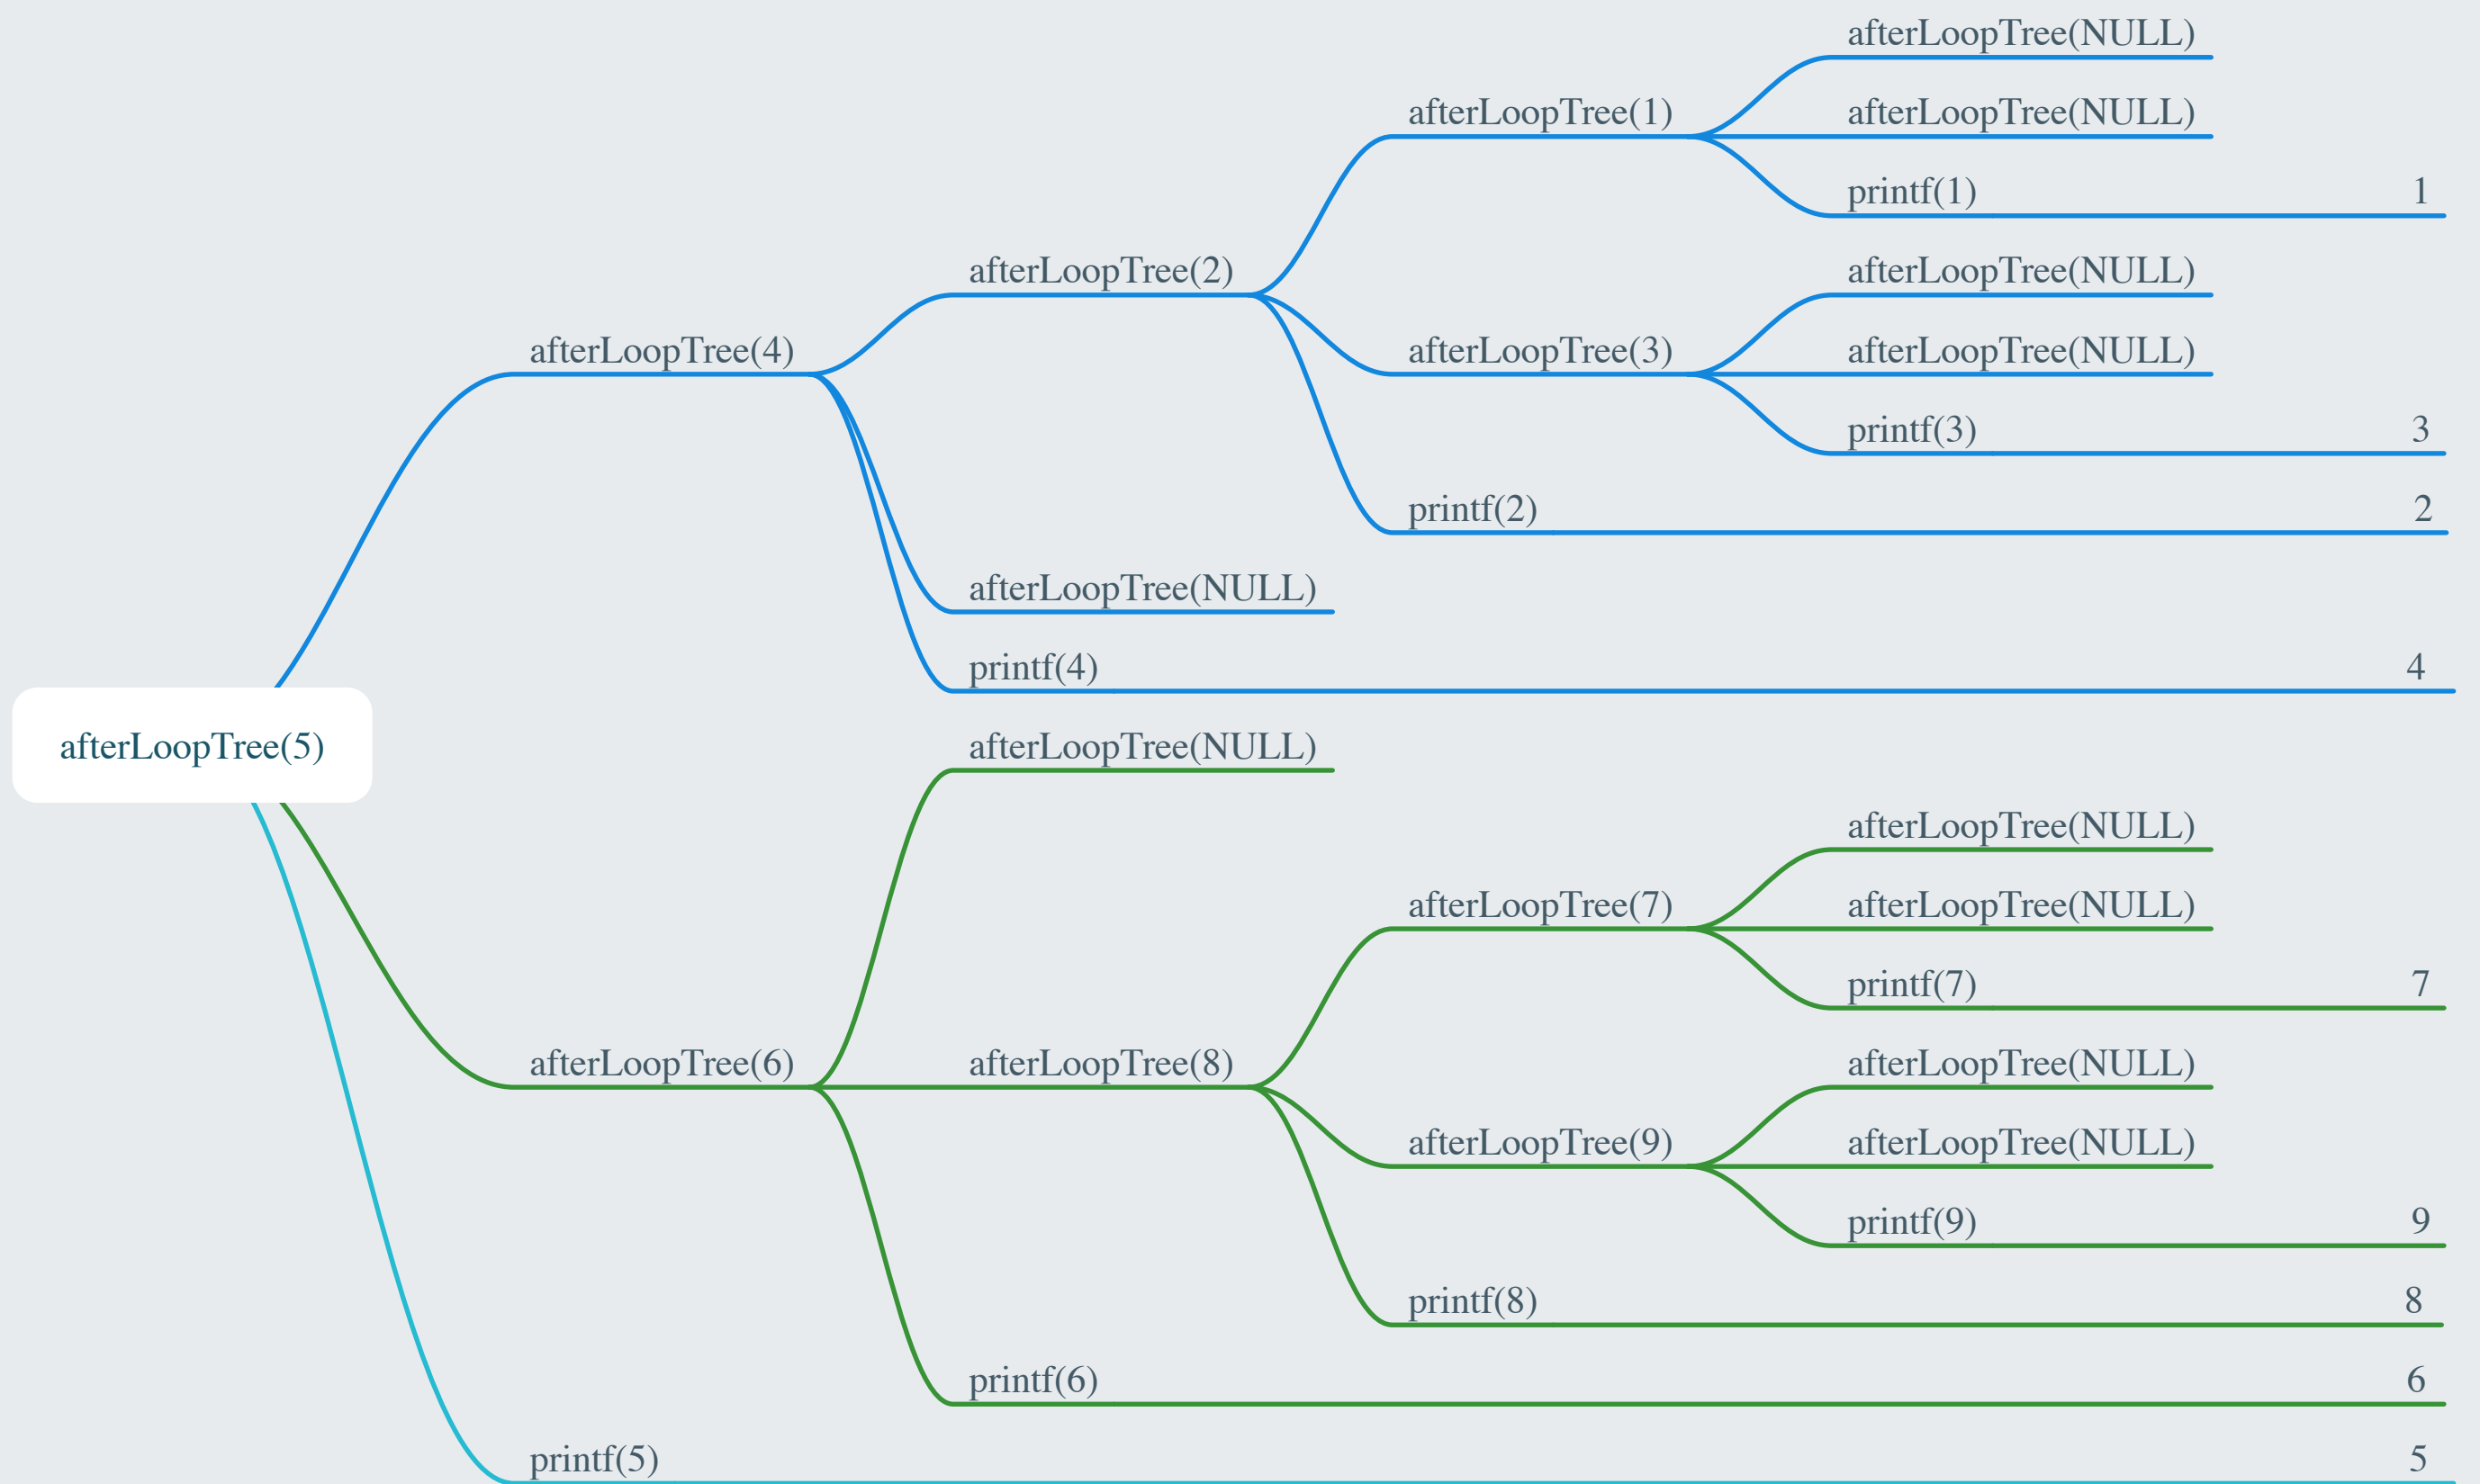 afterLoopTree(NULL)
afterLoopTree(1)
afterLoopTree(NULL)
printf(1) 1
afterLoopTree(2)
afterLoopTree(NULL)
afterLoopTree(4)
afterLoopTree(3)
afterLoopTree(NULL)
printf(3) 3
printf(2) 2
afterLoopTree(NULL)
printf(4) 4
afterLoopTree(5)
afterLoopTree(NULL)
afterLoopTree(NULL)
afterLoopTree(7)
afterLoopTree(NULL)
printf(7) 7
afterLoopTree(6)
afterLoopTree(8)
afterLoopTree(NULL)
afterLoopTree(9)
afterLoopTree(NULL)
printf(9) 9
printf(8) 8
printf(6) 6
printf(5) 5